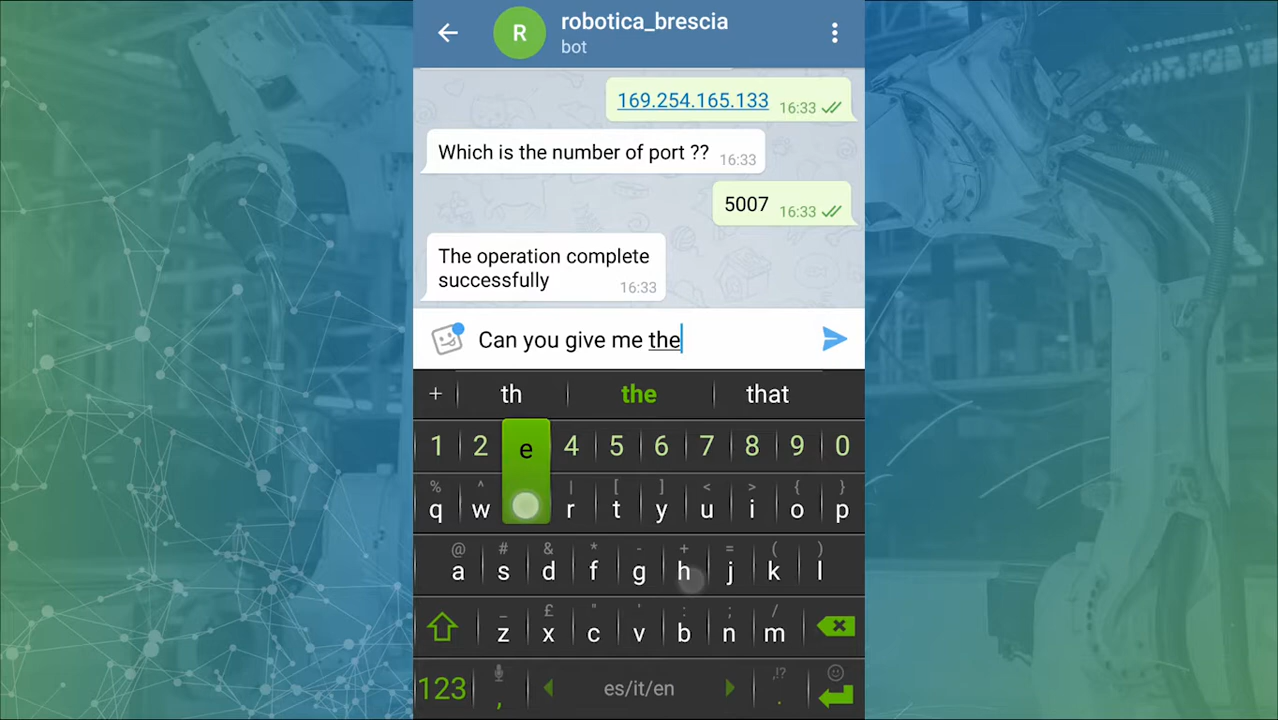 R
robotica_brescia
bot
169.254.165.133 16:33
Which is the number of port ?? 16:33
5007 16:33
The operation complete
successfully 16:33
Can you give me the
+ th the that
1 2 e 4 5 6 7 8 9 0
% ^ | [ ] < > { }
q w r t y u i o p
@ # & * - + = ( )
a s d f g h j k l
_ £ " ' : ; /
z x c v b n m
,!?
123 , es/it/en .